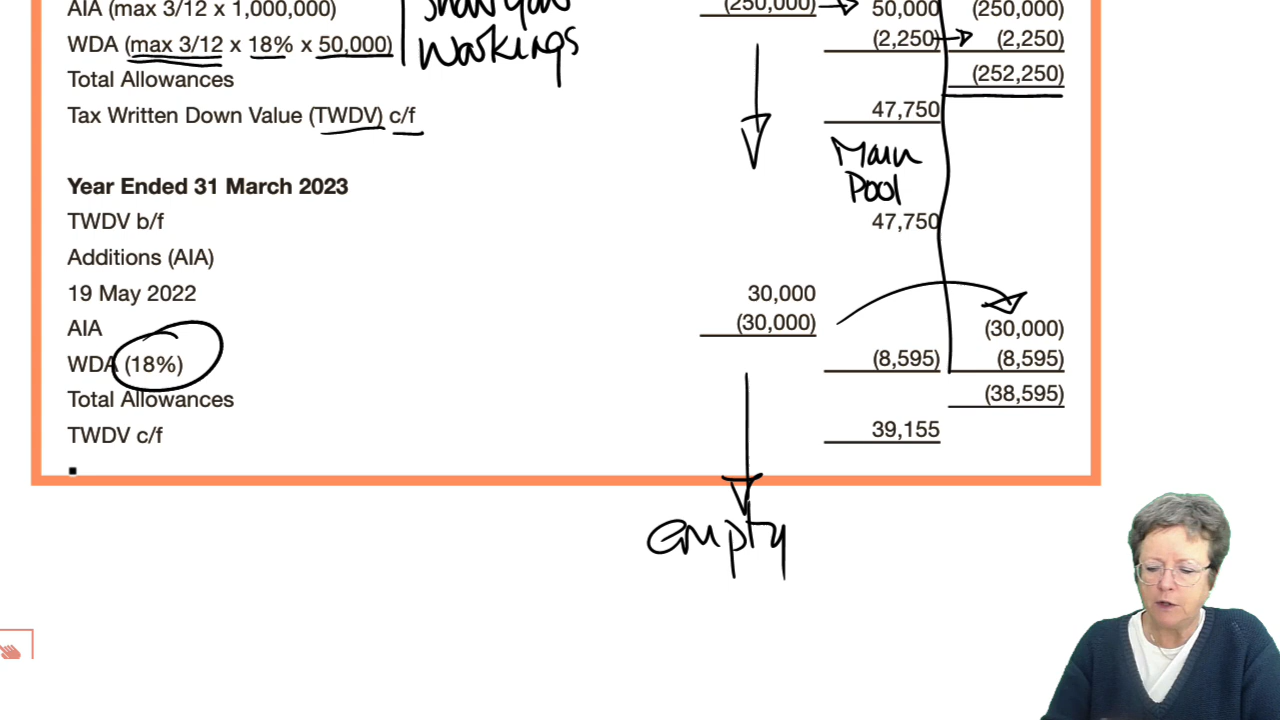 AIA (max 3/12 x 1,000,000) show your (250,000) 50,000 (250,000)
WDA (max 3/12 x 18% x 50,000) workings (2,250) (2,250)
Total Allowances (252,250)
Tax Written Down Value (TWDV) c/f 47,750
Main
Pool
Year Ended 31 March 2023
TWDV b/f 47,750
Additions (AIA)
19 May 2022 30,000
AIA (30,000) (30,000)
WDA (18%) (8,595) (8,595)
Total Allowances (38,595)
TWDV c/f 39,155
empty